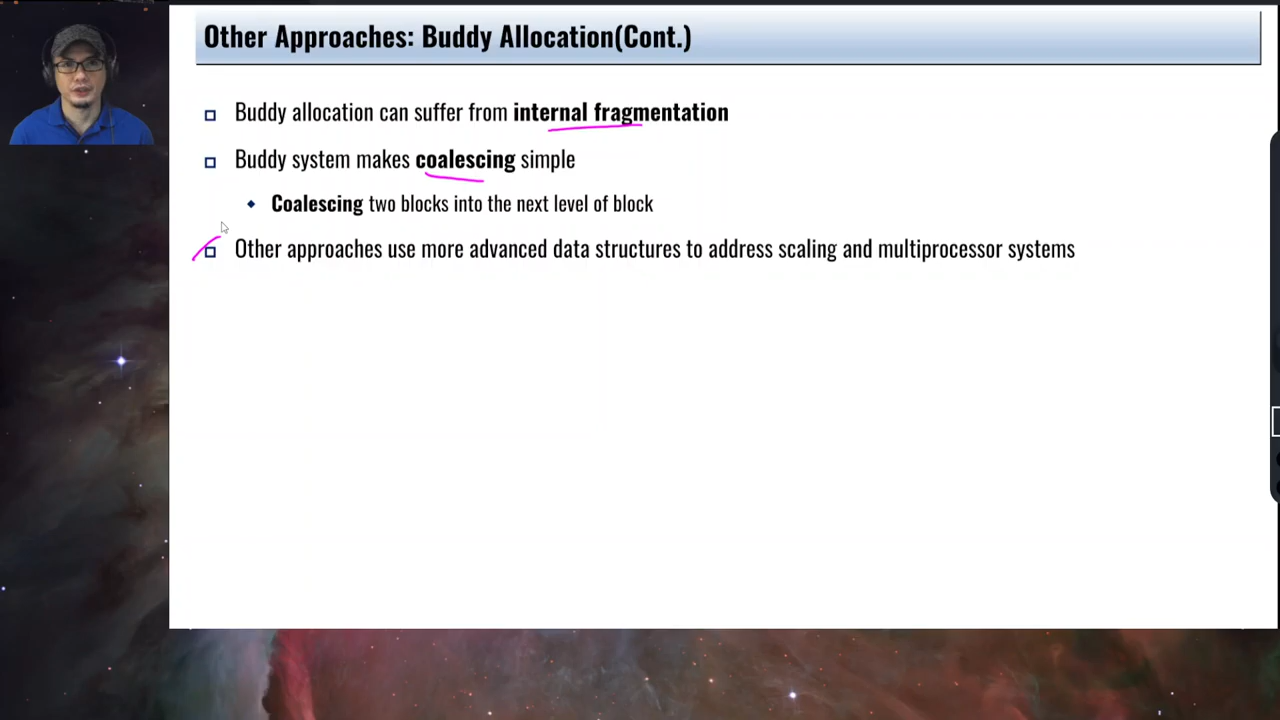 Other Approaches: Buddy Allocation(Cont.)
Buddy allocation can suffer from internal fragmentation
Buddy system makes coalescing simple
Coalescing two blocks into the next level of block
Other approaches use more advanced data structures to address scaling and multiprocessor systems